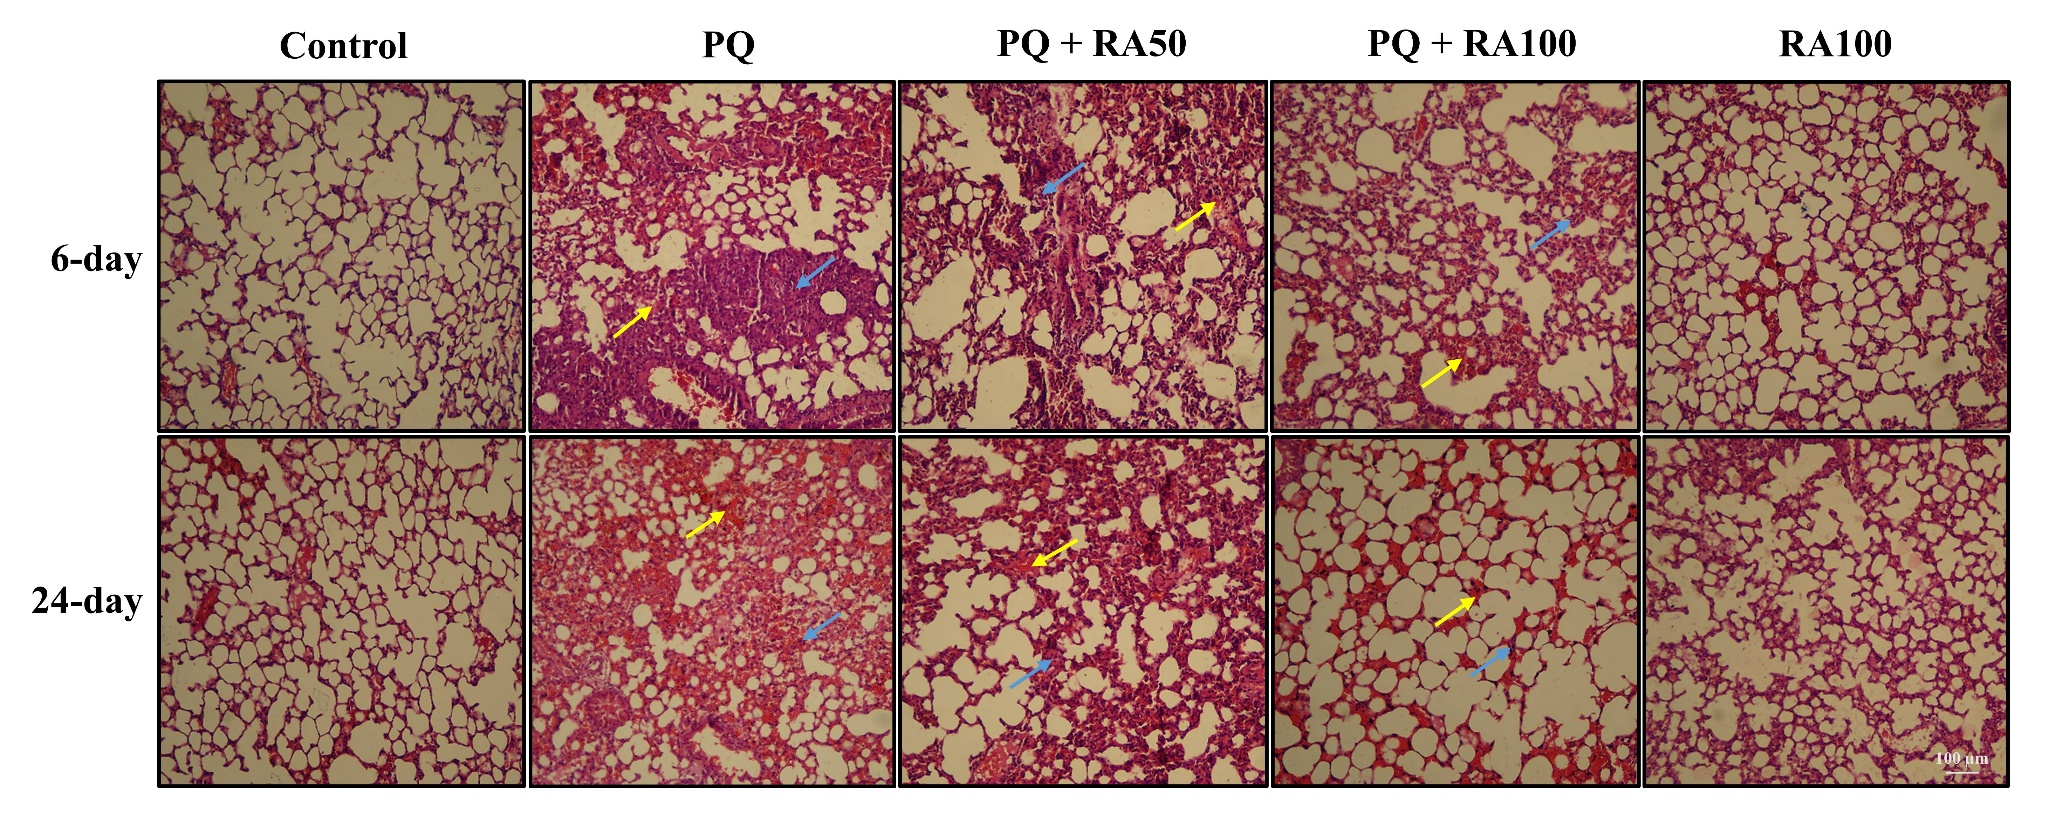 Control PQ PQ + RA50 PQ + RA100 RA100
6-day
24-day
100 µm